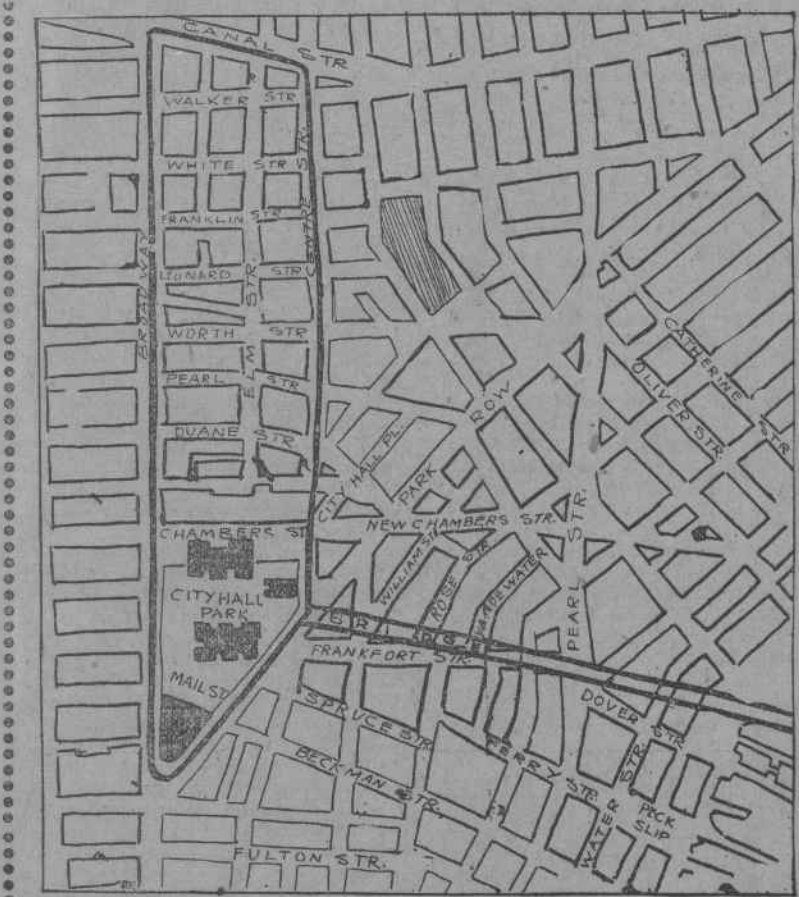 CANAL STR
WALKER STR
WHITE STR
FRANKLIN STR
LEONARD STR
WORTH STR
PEARL STR
DUANE STR
BROADWAY
ELM STR.
CENTRE STR.
CHAMBERS ST
CITY HALL PL.
PARK ROW
NEW CHAMBERS STR.
WILLIAM ST
ROSE STR
VANDEWATER
PEARL STR.
CATHERINE STR
OLIVER STR.
CITY HALL
PARK
MAIL ST
BRIDGE
FRANKFORT STR.
SPRUCE STR
BECKMAN STR.
FERRY STR.
DOVER STR
WATER STR.
PECK
SLIP
FULTON STR.